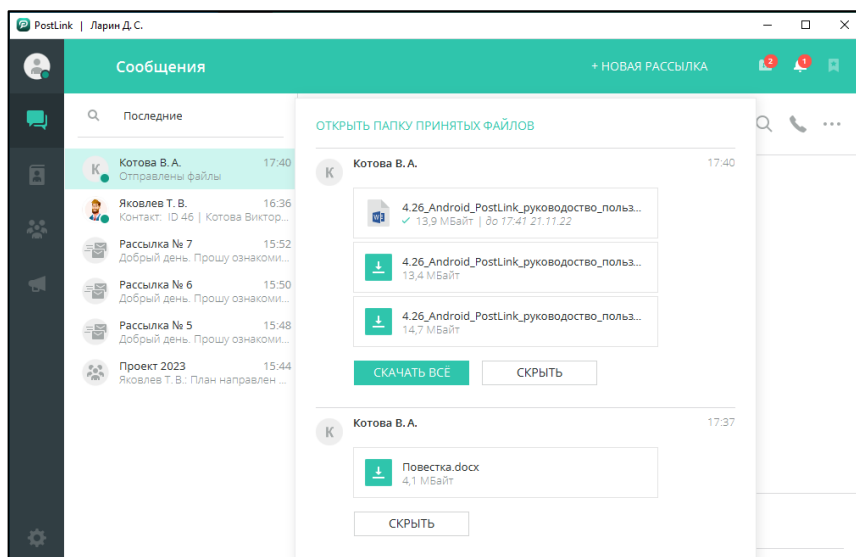 PostLink | Ларин Д. С.
Сообщения
+ НОВАЯ РАССЫЛКА
2
1
Последние
Котова В. А. 17:40
Отправлены файлы
Яковлев Т. В. 16:36
Контакт: ID 46 | Котова Виктор...
Рассылка № 7 15:52
Добрый день. Прошу ознакоми...
Рассылка № 6 15:50
Добрый день. Прошу ознакоми...
Рассылка № 5 15:48
Добрый день. Прошу ознакоми...
Проект 2023 15:44
Яковлев Т. В.: План направлен ...
ОТКРЫТЬ ПАПКУ ПРИНЯТЫХ ФАЙЛОВ
К
Котова В. А. 17:40
4.26_Android_PostLink_руководство_польз...
13,9 МБайт | до 17:41 21.11.22
4.26_Android_PostLink_руководство_польз...
13,4 МБайт
4.26_Android_PostLink_руководство_польз...
14,7 МБайт
СКАЧАТЬ ВСЁ СКРЫТЬ
К
Котова В. А. 17:37
Повестка.docx
4,1 МБайт
СКРЫТЬ